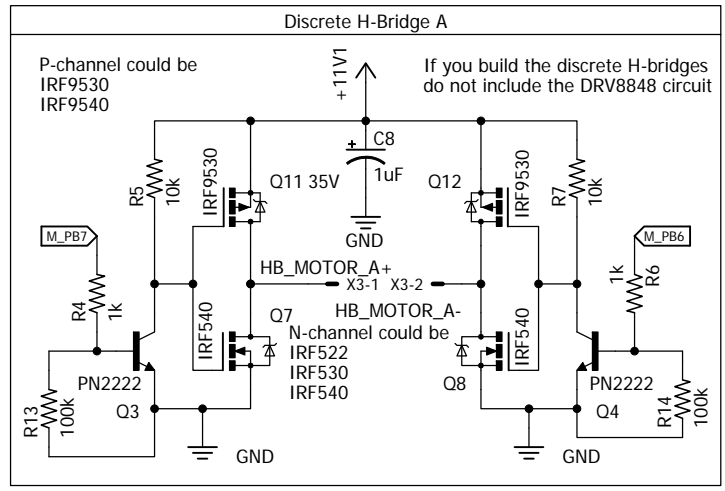 Discrete H-Bridge A
P-channel could be
IRF9530
IRF9540
+11V1
If you build the discrete H-bridges
do not include the DRV8848 circuit
R5
10k
IRF9530
Q11 35V
+
C8
1uF
GND
Q12
IRF9530
R7
10k
M_PB7
M_PB6
R4
1k
HB_MOTOR_A+
X3-1
X3-2
HB_MOTOR_A-
1k
R6
IRF540
Q7
N-channel could be
IRF522
IRF530
IRF540
Q8
IRF540
PN2222
Q3
R13
100k
GND
PN2222
Q4
R14
100k
GND